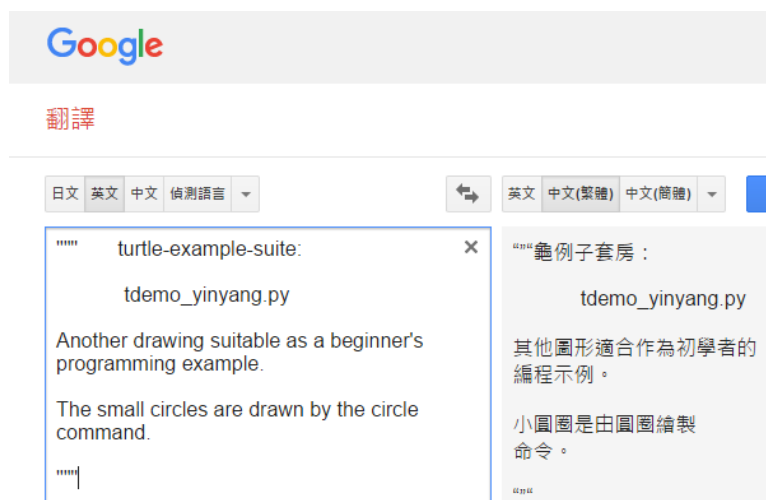 Google
翻譯
日文 英文 中文 偵測語言
英文 中文(繁體) 中文(簡體)
""" turtle-example-suite:
tdemo_yinyang.py
Another drawing suitable as a beginner's
programming example.
The small circles are drawn by the circle
command.
"""
“”“龜例子套房：
tdemo_yinyang.py
其他圖形適合作為初學者的
編程示例。
小圓圈是由圓圈繪製
命令。
“”“